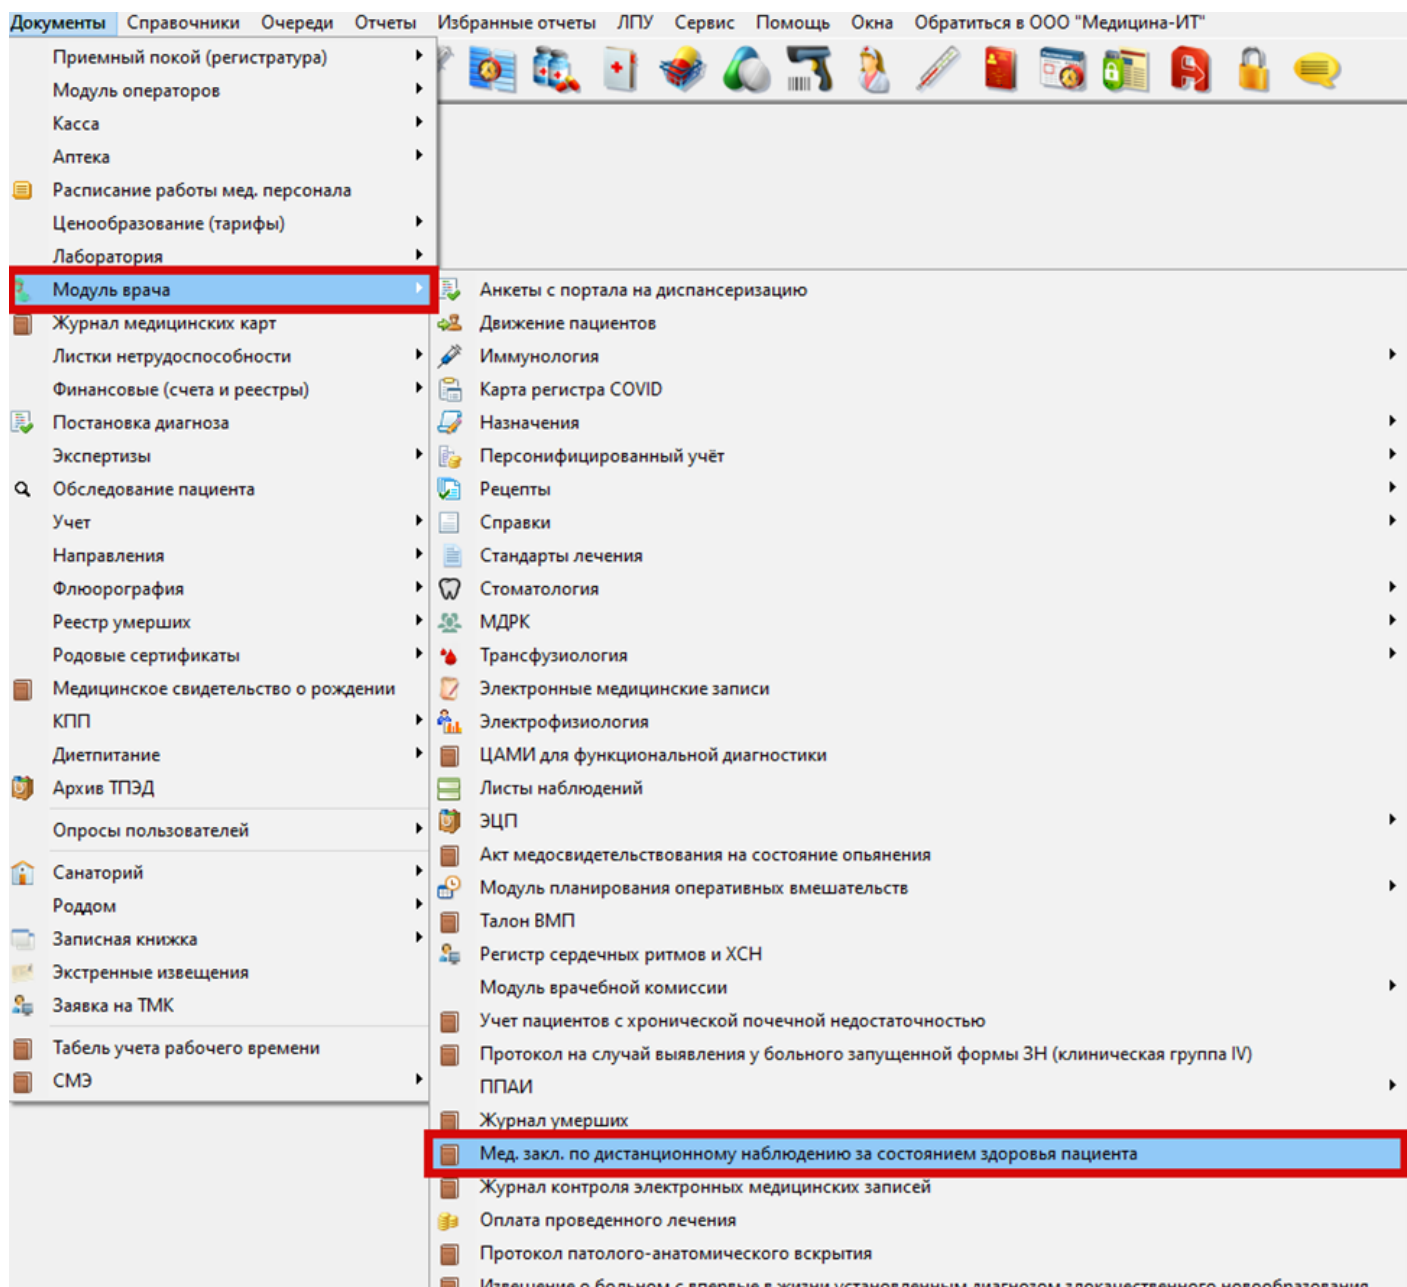 Документы Справочники Очереди Отчеты Избранные отчеты ЛПУ Сервис Помощь Окна Обратиться в ООО "Медицина-ИТ"
Приемный покой (регистратура)
Модуль операторов
Касса
Аптека
Расписание работы мед. персонала
Ценообразование (тарифы)
Лаборатория
Модуль врача
Журнал медицинских карт
Листки нетрудоспособности
Финансовые (счета и реестры)
Постановка диагноза
Экспертизы
Обследование пациента
Учет
Направления
Флюорография
Реестр умерших
Родовые сертификаты
Медицинское свидетельство о рождении
КПП
Диетпитание
Архив ТПЭД
Опросы пользователей
Санаторий
Роддом
Записная книжка
Экстренные извещения
Заявка на ТМК
Табель учета рабочего времени
СМЭ
Анкеты с портала на диспансеризацию
Движение пациентов
Иммунология
Карта регистра COVID
Назначения
Персонифицированный учёт
Рецепты
Справки
Стандарты лечения
Стоматология
МДРК
Трансфузиология
Электронные медицинские записи
Электрофизиология
ЦАМИ для функциональной диагностики
Листы наблюдений
ЭЦП
Акт медосвидетельствования на состояние опьянения
Модуль планирования оперативных вмешательств
Талон ВМП
Регистр сердечных ритмов и ХСН
Модуль врачебной комиссии
Учет пациентов с хронической почечной недостаточностью
Протокол на случай выявления у больного запущенной формы ЗН (клиническая группа IV)
ППАИ
Журнал умерших
Мед. закл. по дистанционному наблюдению за состоянием здоровья пациента
Журнал контроля электронных медицинских записей
Оплата проведенного лечения
Протокол патолого-анатомического вскрытия
Извещение о больном с впервые в жизни установленным диагнозом злокачественного новообразования